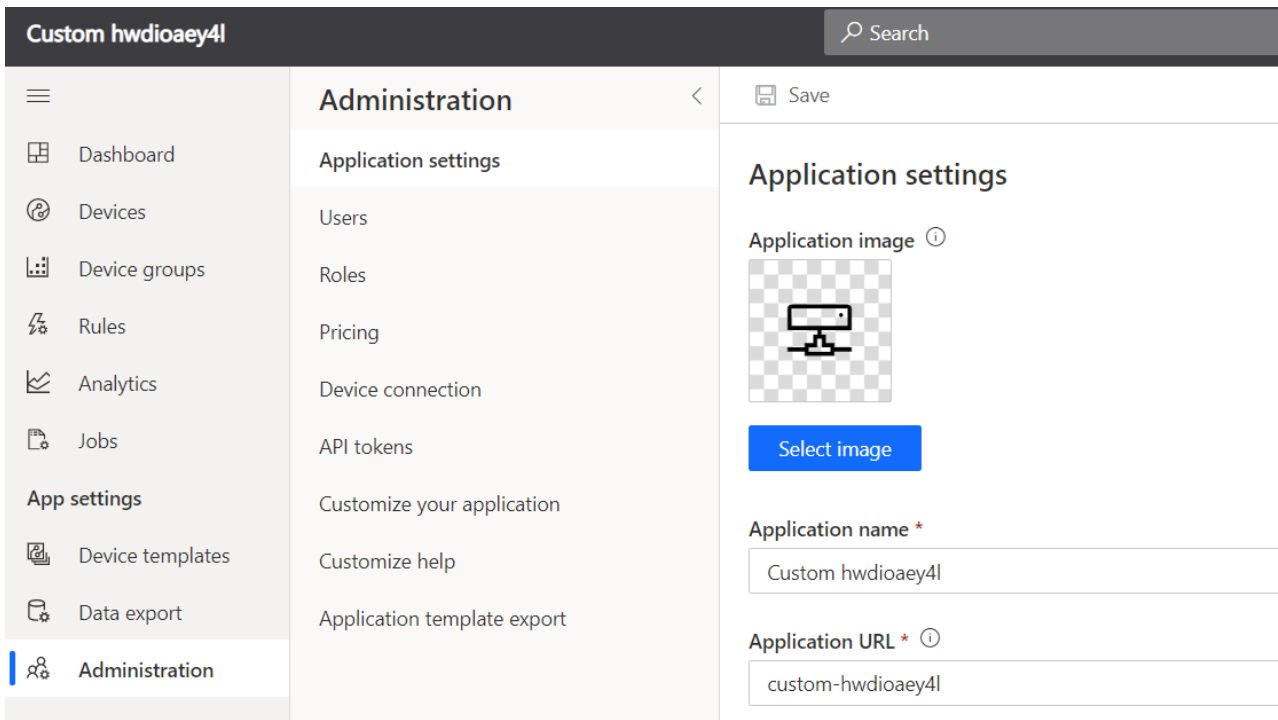 Custom hwdioaey4l
Search
Dashboard
Devices
Device groups
Rules
Analytics
Jobs
App settings
Device templates
Data export
Administration
Administration
Application settings
Users
Roles
Pricing
Device connection
API tokens
Customize your application
Customize help
Application template export
Save
Application settings
Application image
Select image
Application name *
Custom hwdioaey4l
Application URL *
custom-hwdioaey4l